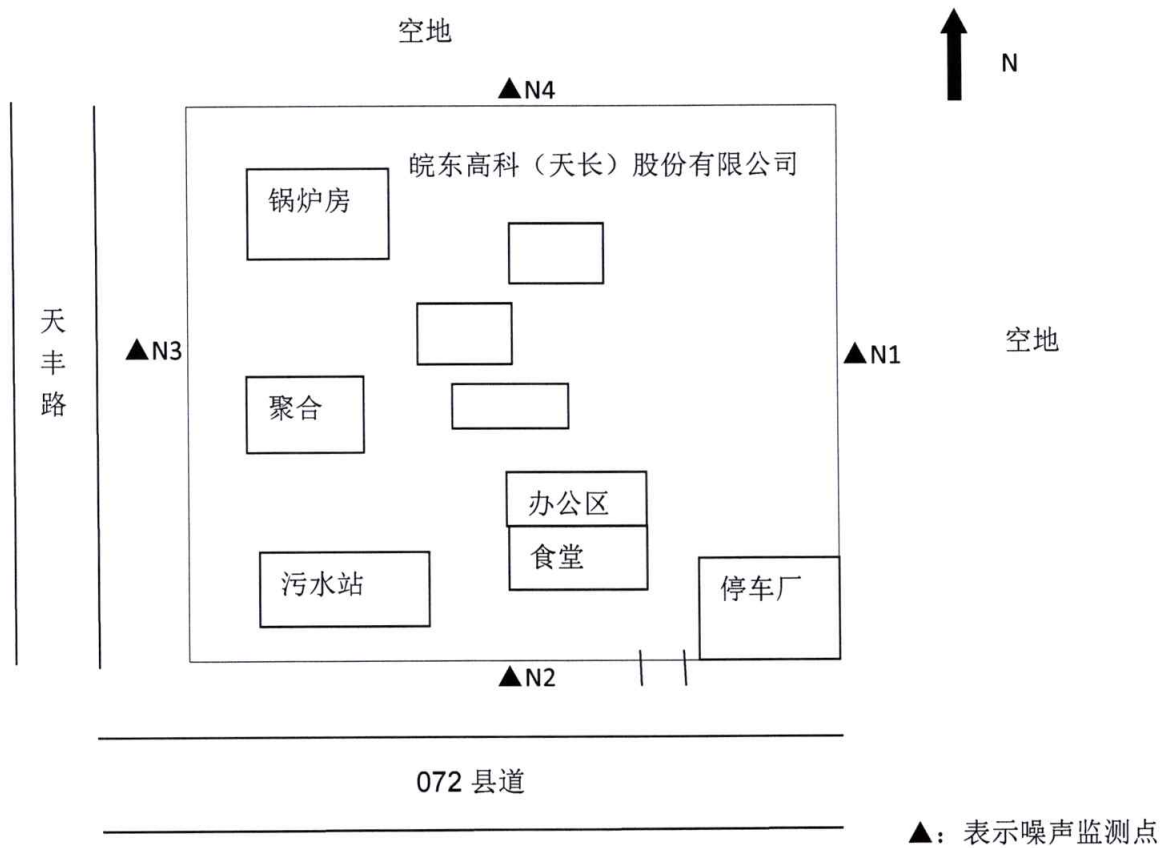 空地
N
▲N4
皖东高科（天长）股份有限公司
锅炉房
天丰路
▲N3
▲N1
空地
聚合
办公区
食堂
污水站
停车厂
▲N2
072 县道
▲：表示噪声监测点